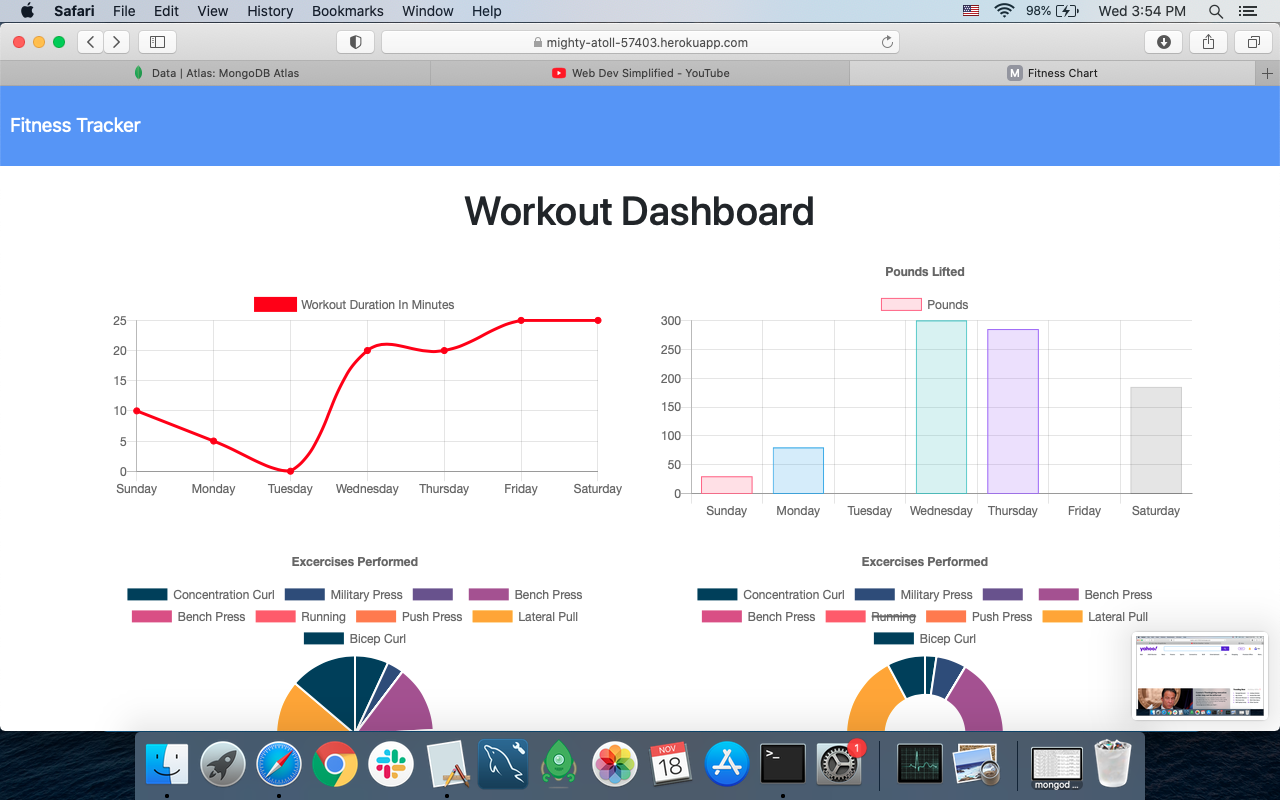 Safari File Edit View History Bookmarks Window Help 98% Wed 3:54 PM
mighty-atoll-57403.herokuapp.com
Data | Atlas: MongoDB Atlas Web Dev Simplified - YouTube M Fitness Chart
Fitness Tracker
Workout Dashboard
Workout Duration In Minutes
25
20
15
10
5
0
Sunday Monday Tuesday Wednesday Thursday Friday Saturday
Pounds Lifted
Pounds
300
250
200
150
100
50
0
Sunday Monday Tuesday Wednesday Thursday Friday Saturday
Excercises Performed
Concentration Curl Military Press Bench Press
Bench Press Running Push Press Lateral Pull
Bicep Curl
Excercises Performed
Concentration Curl Military Press Bench Press
Bench Press Running Push Press Lateral Pull
Bicep Curl
yahoo!
NOV
18
>_
1
mongod ...